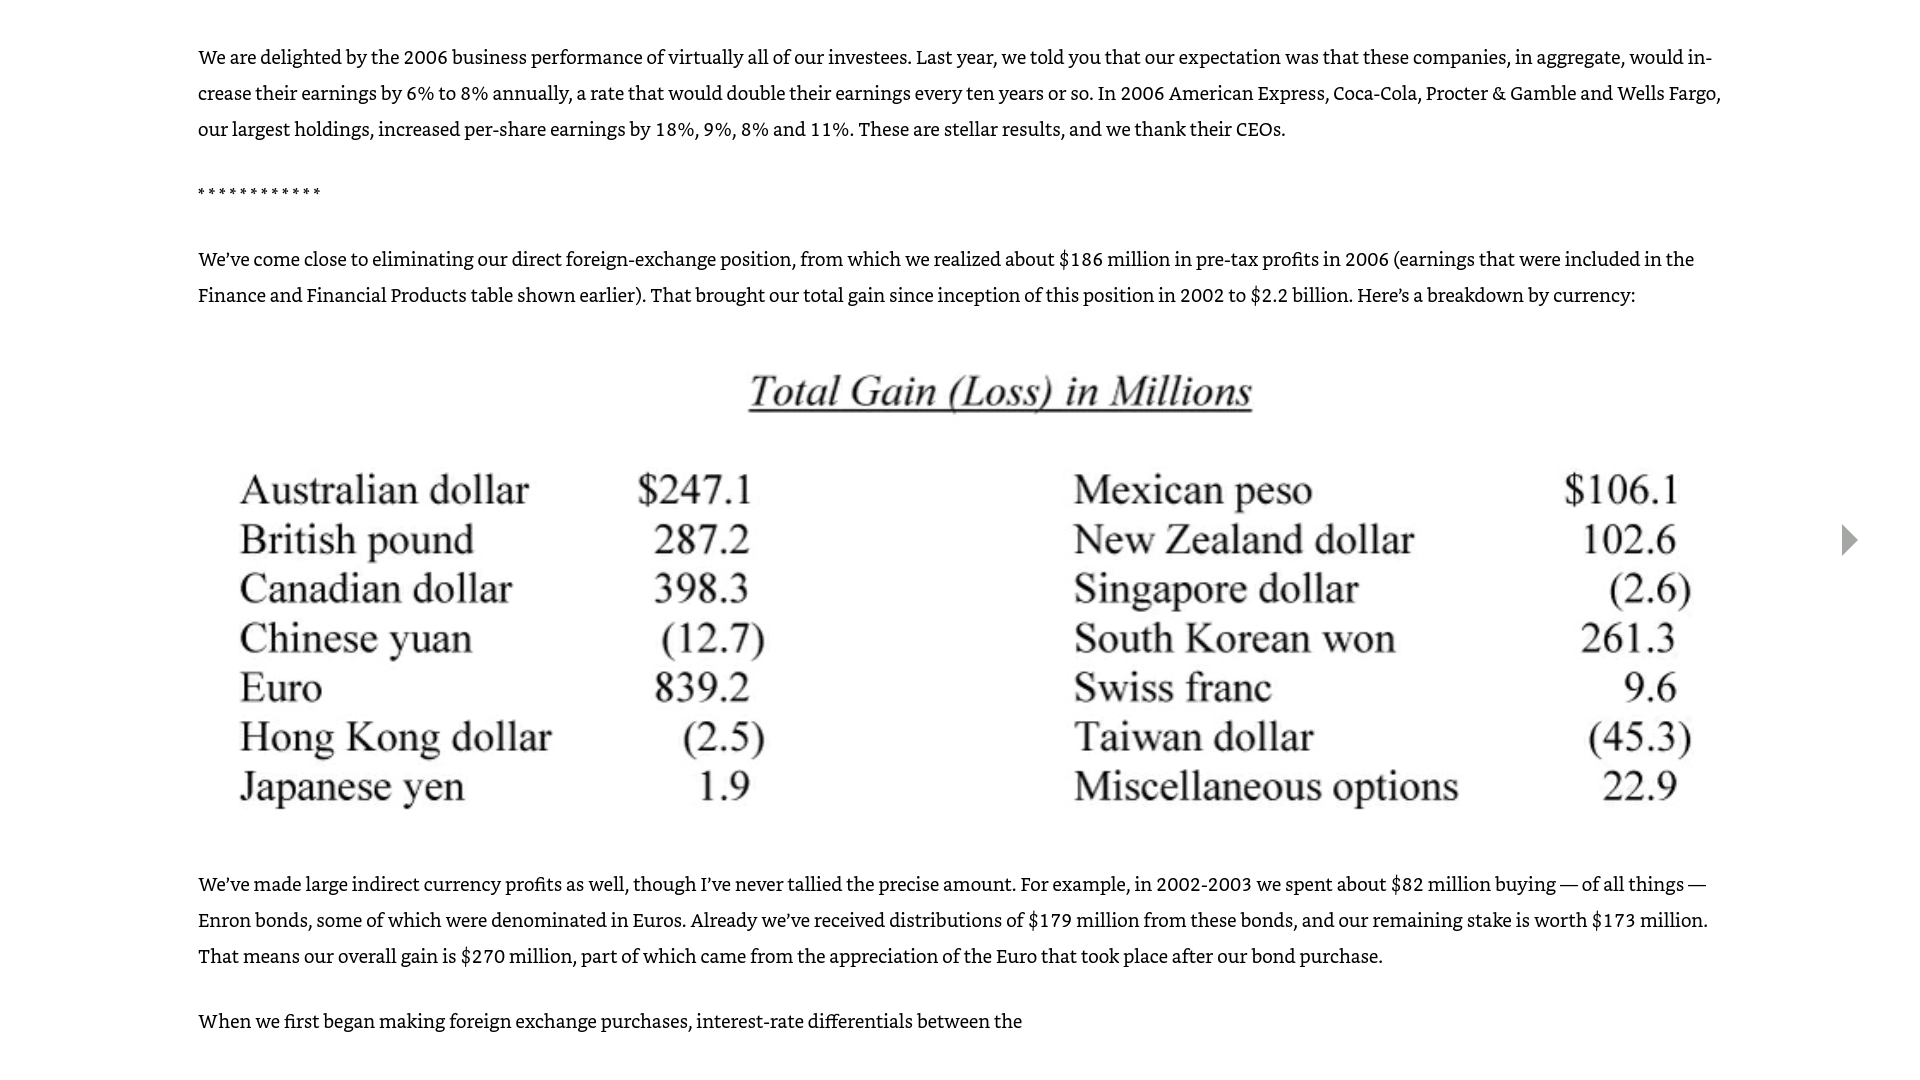 We are delighted by the 2006 business performance of virtually all of our investees. Last year, we told you that our expectation was that these companies, in aggregate, would in-
crease their earnings by 6% to 8% annually, a rate that would double their earnings every ten years or so. In 2006 American Express, Coca-Cola, Procter & Gamble and Wells Fargo,
our largest holdings, increased per-share earnings by 18%, 9%, 8% and 11%. These are stellar results, and we thank their CEOs.
************
We’ve come close to eliminating our direct foreign-exchange position, from which we realized about $186 million in pre-tax profits in 2006 (earnings that were included in the
Finance and Financial Products table shown earlier). That brought our total gain since inception of this position in 2002 to $2.2 billion. Here’s a breakdown by currency:
Total Gain (Loss) in Millions
Australian dollar $247.1 Mexican peso $106.1
British pound 287.2 New Zealand dollar 102.6
Canadian dollar 398.3 Singapore dollar (2.6)
Chinese yuan (12.7) South Korean won 261.3
Euro 839.2 Swiss franc 9.6
Hong Kong dollar (2.5) Taiwan dollar (45.3)
Japanese yen 1.9 Miscellaneous options 22.9
We’ve made large indirect currency profits as well, though I’ve never tallied the precise amount. For example, in 2002-2003 we spent about $82 million buying — of all things —
Enron bonds, some of which were denominated in Euros. Already we’ve received distributions of $179 million from these bonds, and our remaining stake is worth $173 million.
That means our overall gain is $270 million, part of which came from the appreciation of the Euro that took place after our bond purchase.
When we first began making foreign exchange purchases, interest-rate differentials between the